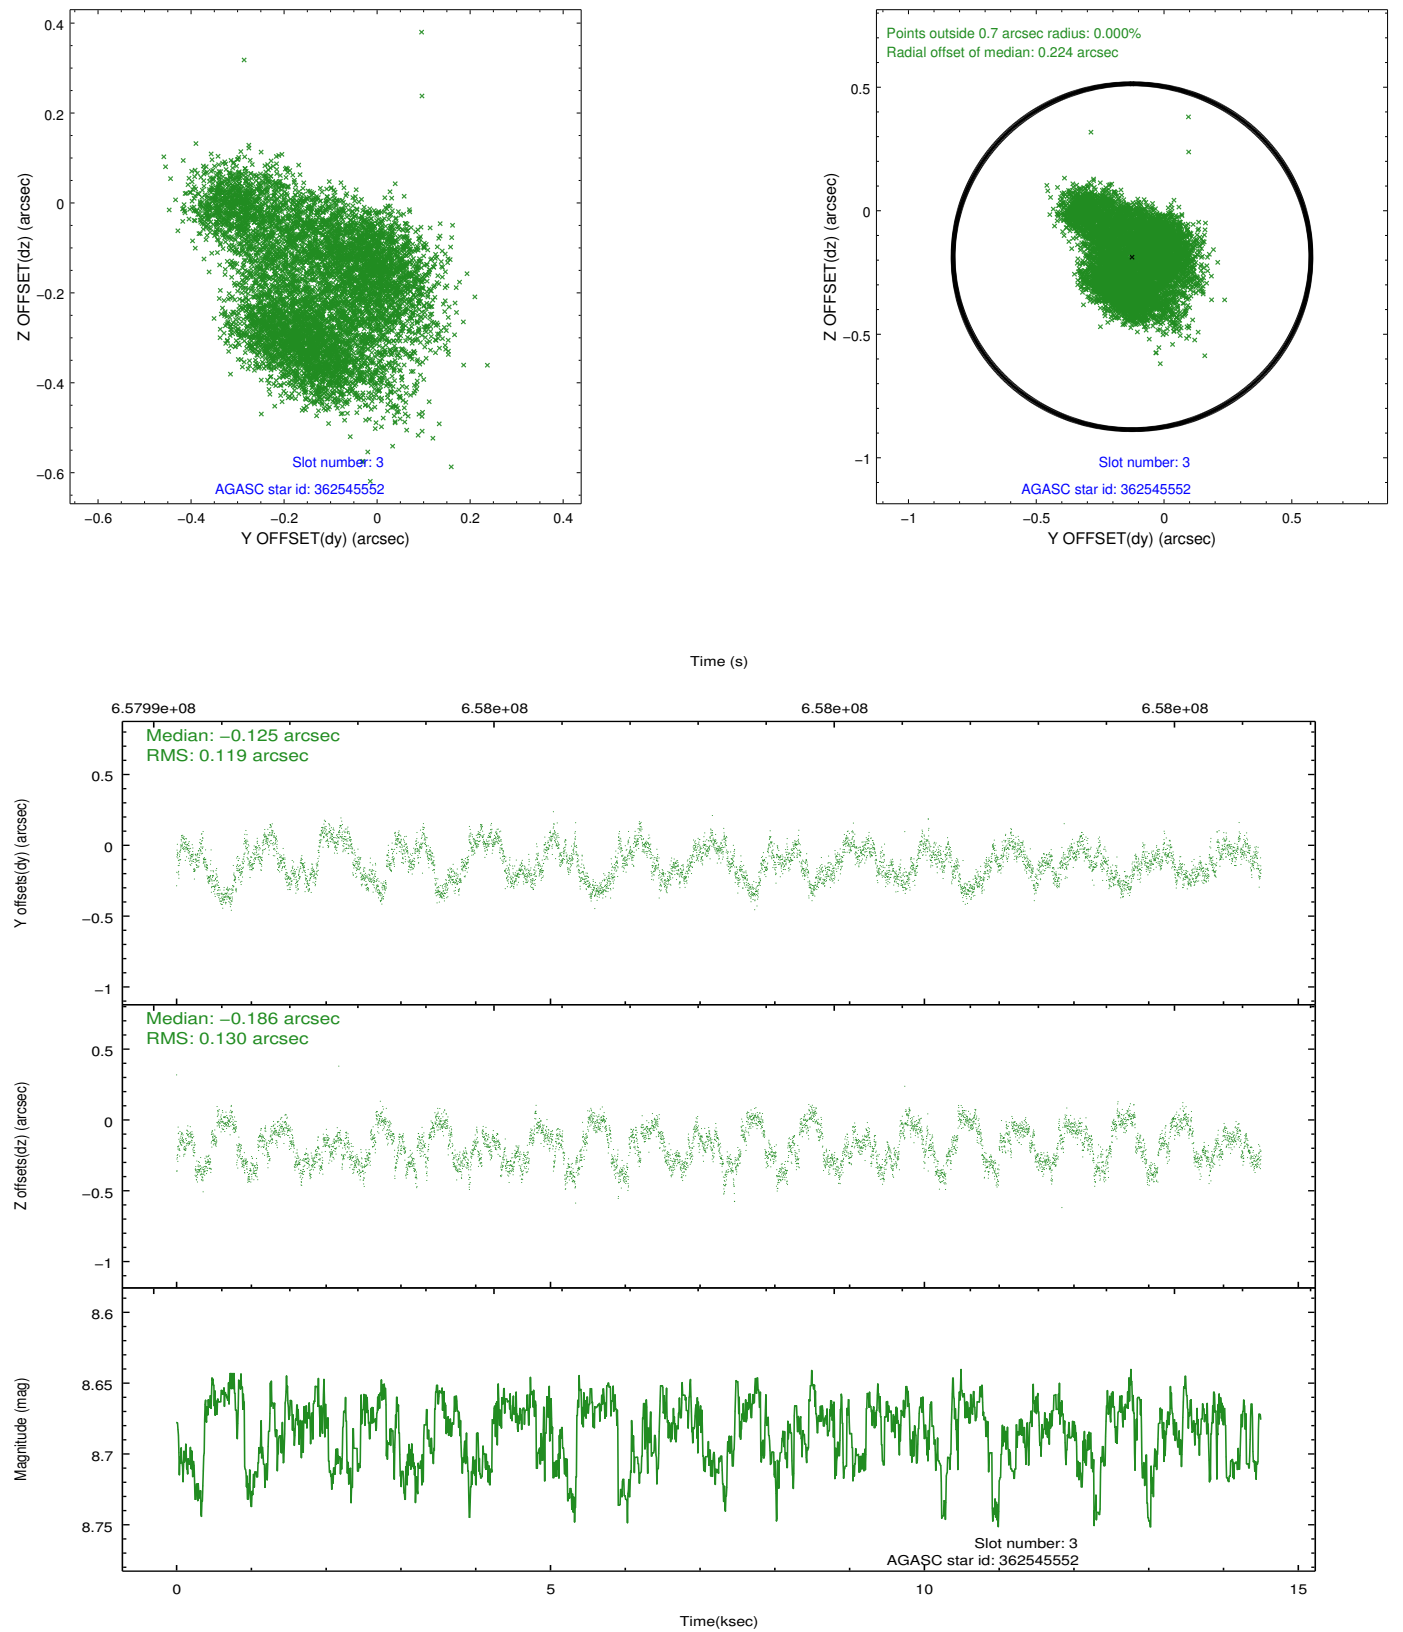 0.4
0.2
0
−0.2
−0.4
−0.6
Z OFFSET(dz) (arcsec)
−0.6 −0.4 −0.2 0 0.2 0.4
Y OFFSET(dy) (arcsec)
Slot number: 3
AGASC star id: 362545552
Points outside 0.7 arcsec radius: 0.000%
Radial offset of median: 0.224 arcsec
0.5
0
−0.5
−1
Z OFFSET(dz) (arcsec)
−1 −0.5 0 0.5
Y OFFSET(dy) (arcsec)
Slot number: 3
AGASC star id: 362545552
Time (s)
6.5799e+08 6.58e+08 6.58e+08 6.58e+08
Median: −0.125 arcsec
RMS: 0.119 arcsec
0.5
0
−0.5
−1
Y offsets(dy) (arcsec)
Median: −0.186 arcsec
RMS: 0.130 arcsec
0.5
0
−0.5
−1
Z offsets(dz) (arcsec)
8.6
8.65
8.7
8.75
Magnitude (mag)
Slot number: 3
AGASC star id: 362545552
0 5 10 15
Time(ksec)